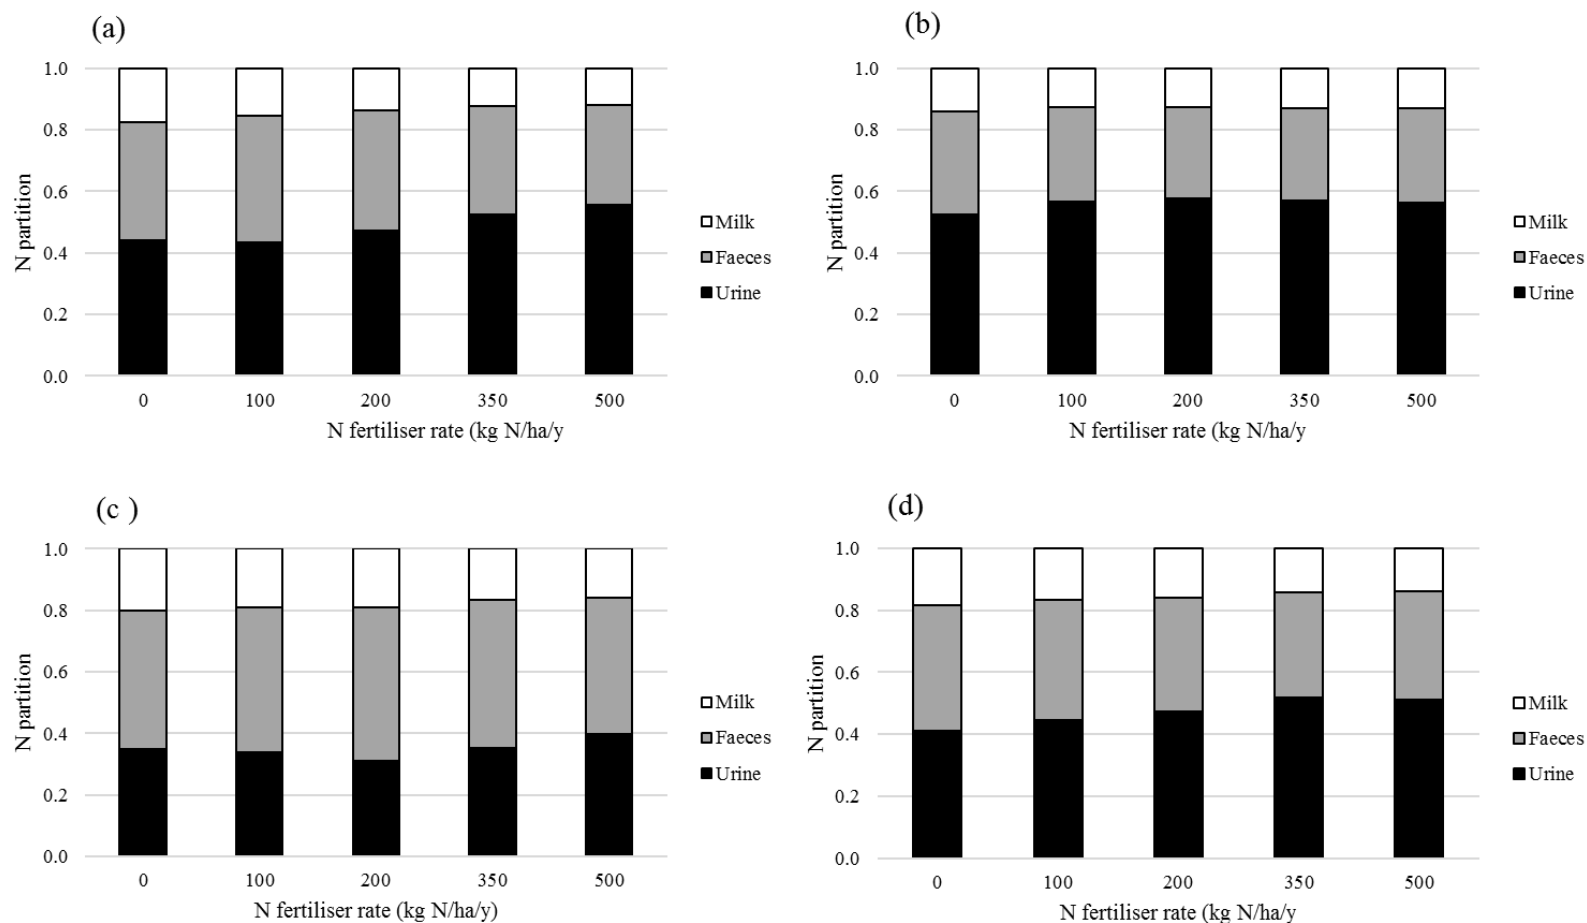 (a)
1.0
0.8
0.6
0.4
0.2
0.0
N partition
0 100 200 350 500
N fertiliser rate (kg N/ha/y
Milk
Faeces
Urine
(b)
1.0
0.8
0.6
0.4
0.2
0.0
N partition
0 100 200 350 500
N fertiliser rate (kg N/ha/y
Milk
Faeces
Urine
(c )
1.0
0.8
0.6
0.4
0.2
0.0
N partition
0 100 200 350 500
N fertiliser rate (kg N/ha/y)
Milk
Faeces
Urine
(d)
1.0
0.8
0.6
0.4
0.2
0.0
N partition
0 100 200 350 500
N fertiliser rate (kg N/ha/y
Milk
Faeces
Urine